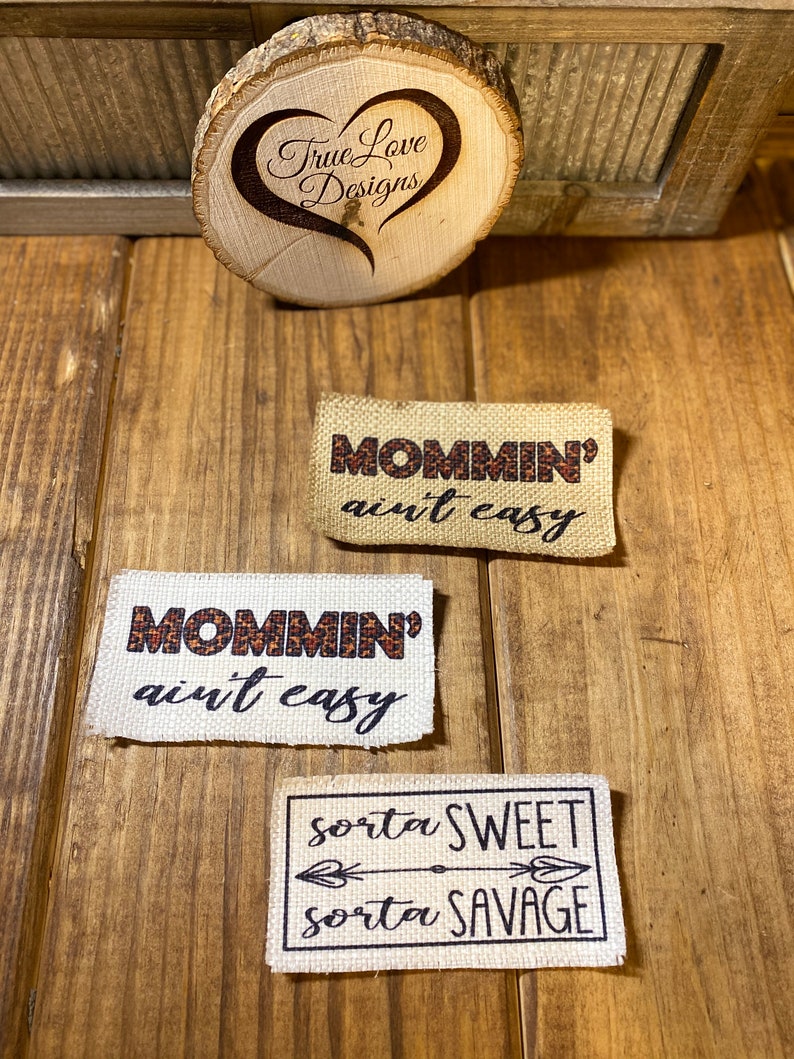 True Love
Designs
MOMMIN'
ain't easy
MOMMIN'
ain't easy
sorta SWEET
sorta SAVAGE